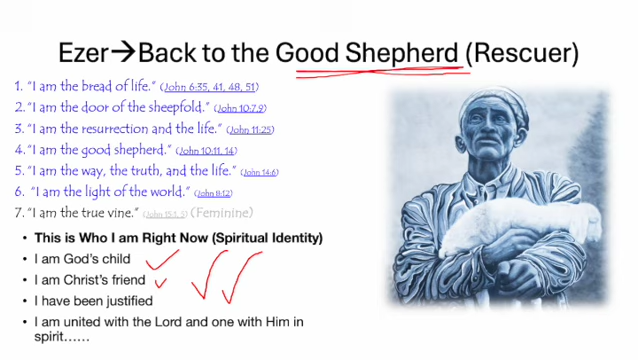 Ezer→Back to the Good Shepherd (Rescuer)
1. “I am the bread of life.” (John 6:35, 41, 48, 51)
2. “I am the door of the sheepfold.” (John 10:7,9)
3. “I am the resurrection and the life.” (John 11:25)
4. “I am the good shepherd.” (John 10:11, 14)
5. “I am the way, the truth, and the life.” (John 14:6)
6. “I am the light of the world.” (John 8:12)
7. “I am the true vine.” (John 15:1, 5) (Feminine)
• This is Who I am Right Now (Spiritual Identity)
• I am God's child
• I am Christ's friend
• I have been justified
• I am united with the Lord and one with Him in
spirit……